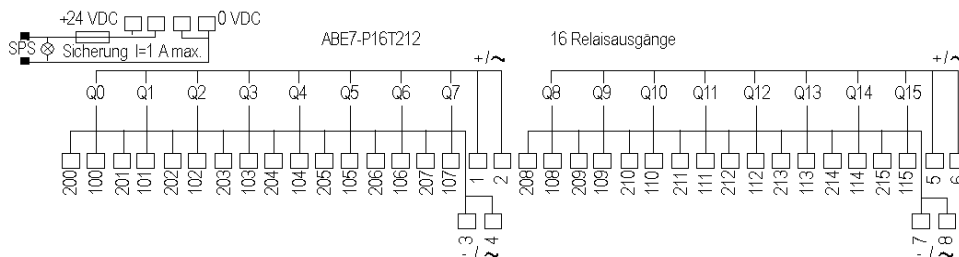 +24 VDC 0 VDC
SPS Sicherung I=1 A max. ABE7-P16T212 16 Relaisausgänge
+/~ +/~
Q0 Q1 Q2 Q3 Q4 Q5 Q6 Q7 Q8 Q9 Q10 Q11 Q12 Q13 Q14 Q15
200 100 201 101 202 102 203 103 204 104 205 105 206 106 207 107 1 2 208 108 209 109 210 110 211 111 212 112 213 113 214 114 215 115 5 6
3 4 7 8
- /~ - /~